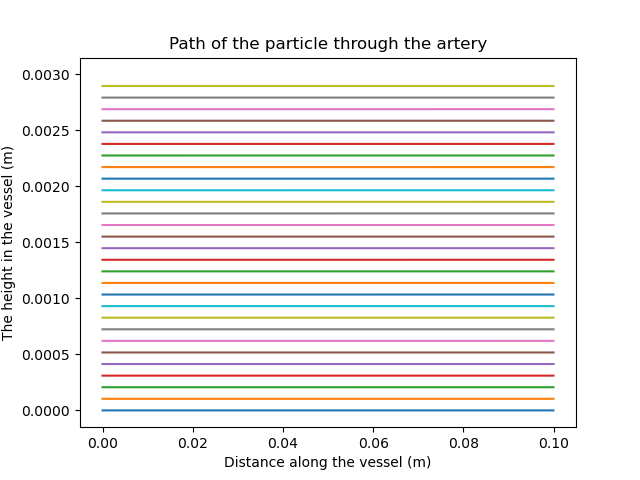 Path of the particle through the artery
The height in the vessel (m)
0.0030
0.0025
0.0020
0.0015
0.0010
0.0005
0.0000
0.00 0.02 0.04 0.06 0.08 0.10
Distance along the vessel (m)